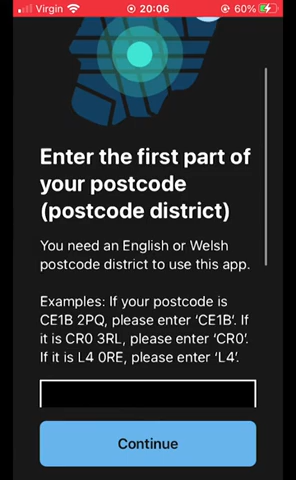 Virgin 20:06 60%
Enter the first part of
your postcode
(postcode district)
You need an English or Welsh
postcode district to use this app.
Examples: If your postcode is
CE1B 2PQ, please enter ‘CE1B’. If
it is CR0 3RL, please enter ‘CR0’.
If it is L4 0RE, please enter ‘L4’.
Continue